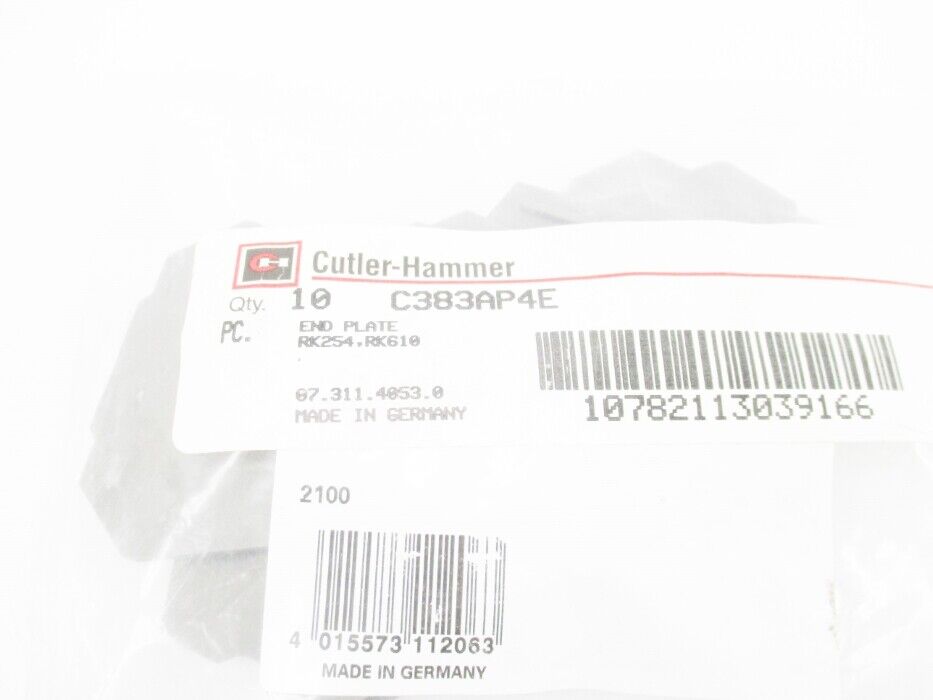 Cutler-Hammer
Qty. 10 C383AP4E
PC. END PLATE
RK254.RK610
07.311.4053.0
MADE IN GERMANY
10782113039166
2100
4 015573 112063
MADE IN GERMANY